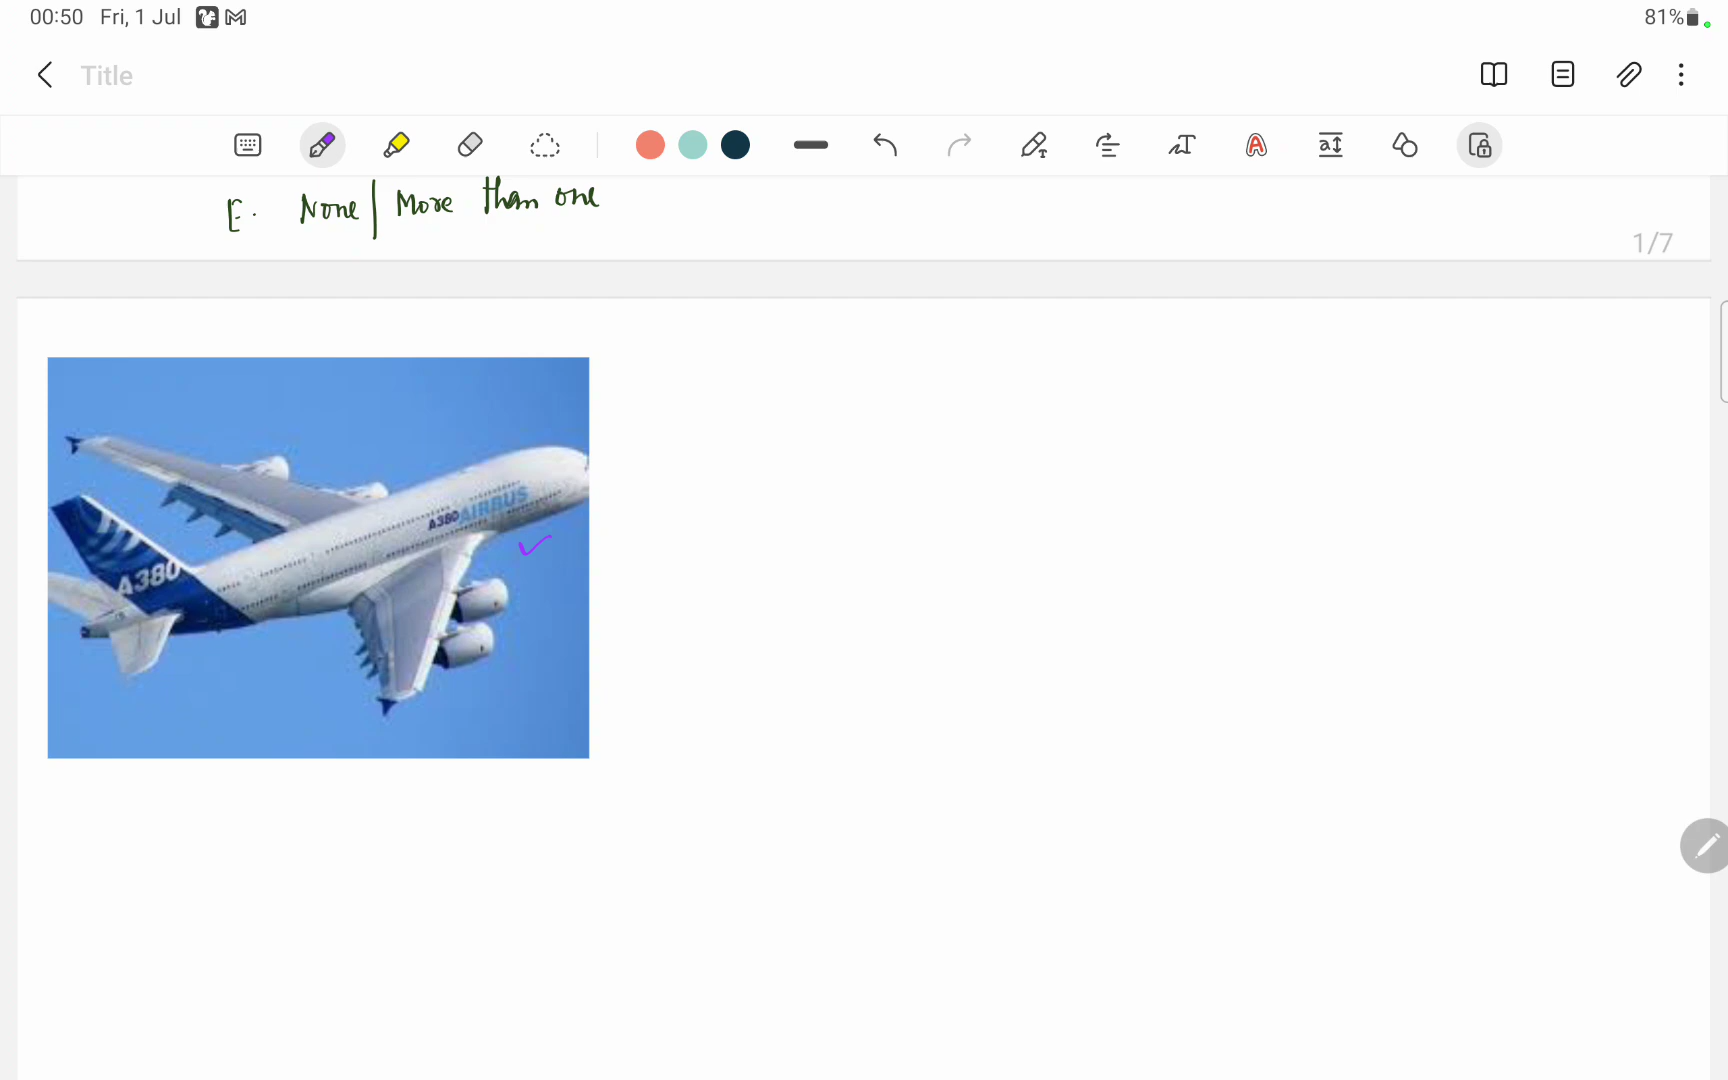 00:50 Fri, 1 Jul
81%
Title
E. None | More than one
1/7
A380 AIRBUS
A380